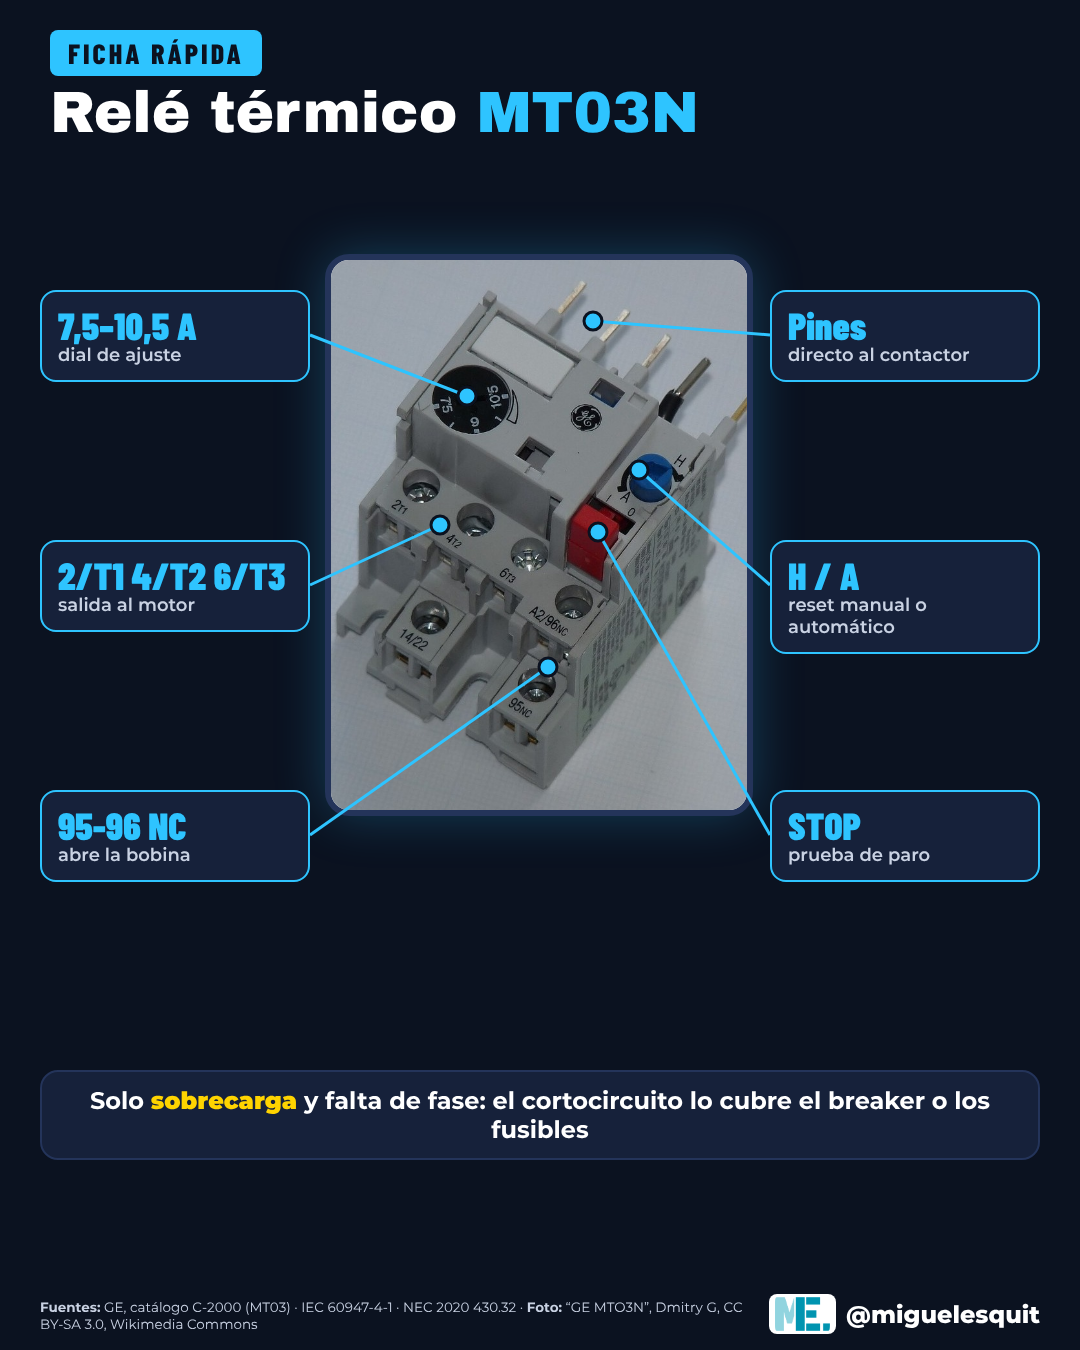 FICHA RÁPIDA
Relé térmico MT03N
7,5–10,5 A
dial de ajuste
Pines
directo al contactor
2/T1 4/T2 6/T3
salida al motor
H / A
reset manual o
automático
95–96 NC
abre la bobina
STOP
prueba de paro
75
9
105
H
A
0
2T1
4T2
6T3
14/22
A2/96NC
95NC
Solo sobrecarga y falta de fase: el cortocircuito lo cubre el breaker o los
fusibles
Fuentes: GE, catálogo C-2000 (MT03) · IEC 60947-4-1 · NEC 2020 430.32 · Foto: “GE MTO3N”, Dmitry G, CC
BY-SA 3.0, Wikimedia Commons
ME.
@miguelesquit